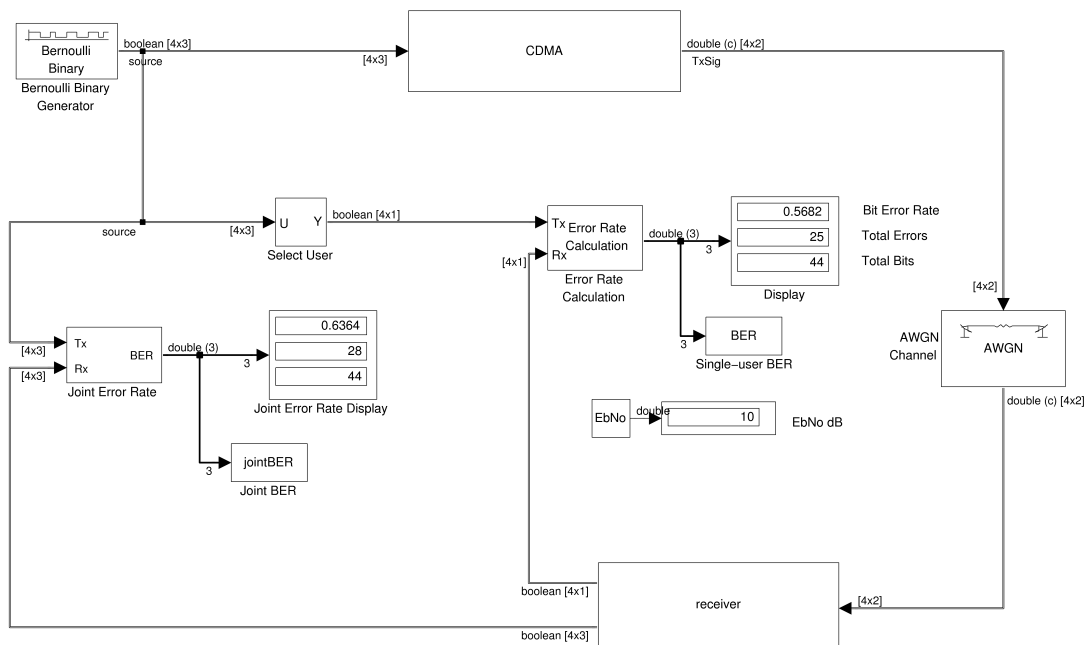 Bernoulli
Binary
Bernoulli Binary
Generator
boolean [4x3]
source
[4x3]
CDMA
double (c) [4x2]
TxSig
source
[4x3]
U Y
Select User
boolean [4x1]
Tx
Rx
Error Rate
Calculation
Error Rate
Calculation
[4x1]
double (3)
3
0.5682
25
44
Display
Bit Error Rate
Total Errors
Total Bits
3
BER
Single−user BER
[4x2]
AWGN
Channel
AWGN
double (c) [4x2]
[4x3]
[4x3]
Tx
Rx
BER
Joint Error Rate
double (3)
3
0.6364
28
44
Joint Error Rate Display
3
jointBER
Joint BER
EbNo
double
10
EbNo dB
receiver
[4x2]
boolean [4x1]
boolean [4x3]